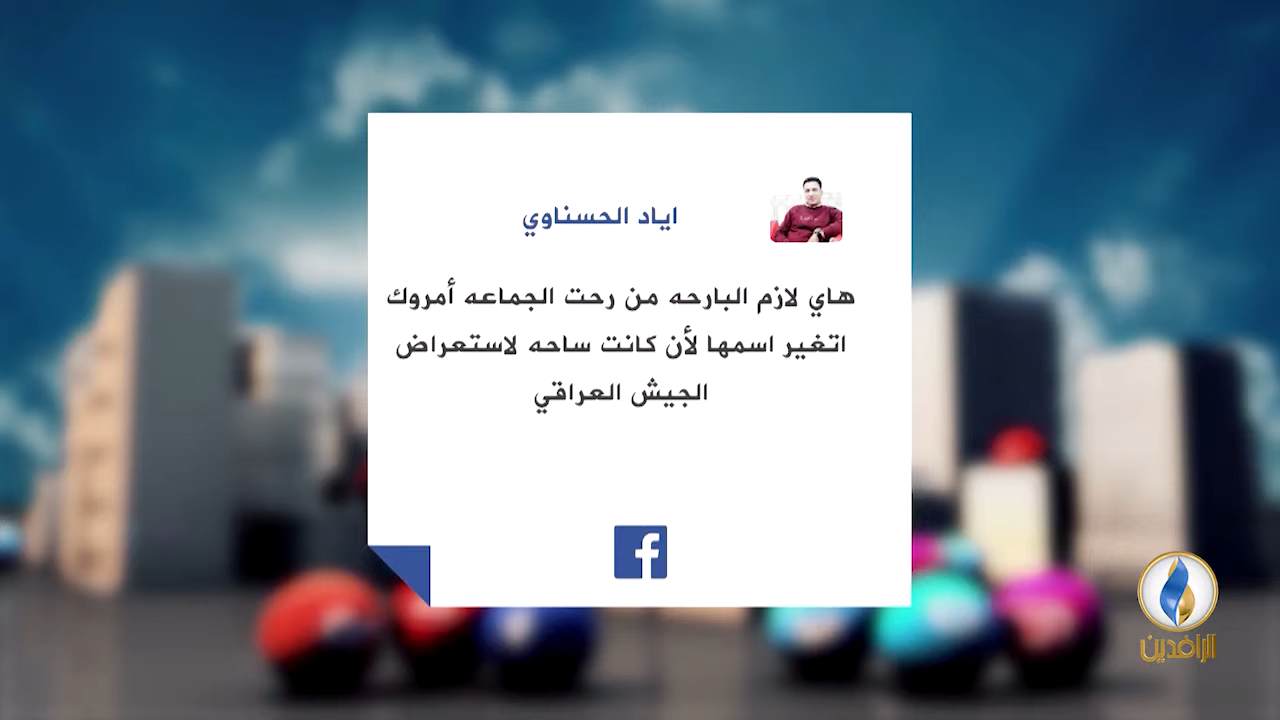 اياد الحسناوي
هاي لازم البارحه من رحت الجماعه أمروك
اتغير اسمها لأن كانت ساحه لاستعراض
الجيش العراقي
الرافدين